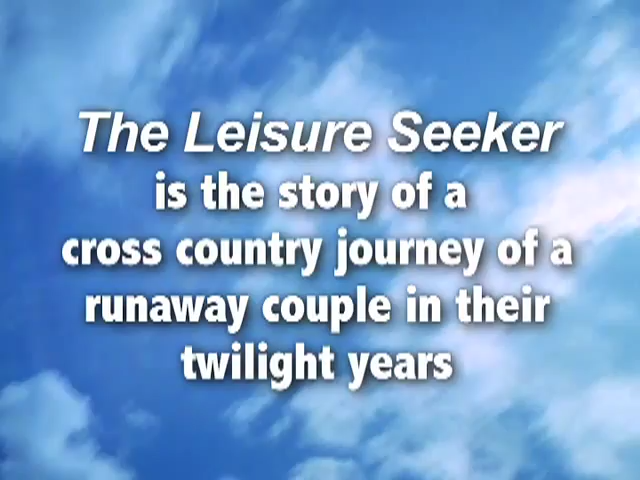 The Leisure Seeker
is the story of a
cross country journey of a
runaway couple in their
twilight years